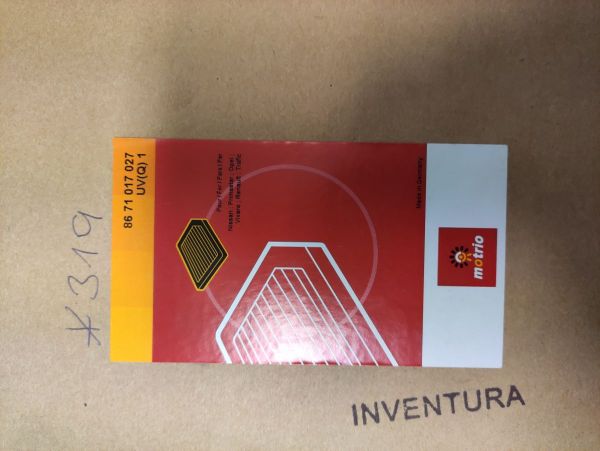 86 71 017 027
UV(Q) 1
Pour / For / Para / Für
Nissan : Primastar ; Opel :
Vivaro ; Renault : Trafic
Made in Germany
motrio
* 319
INVENTURA